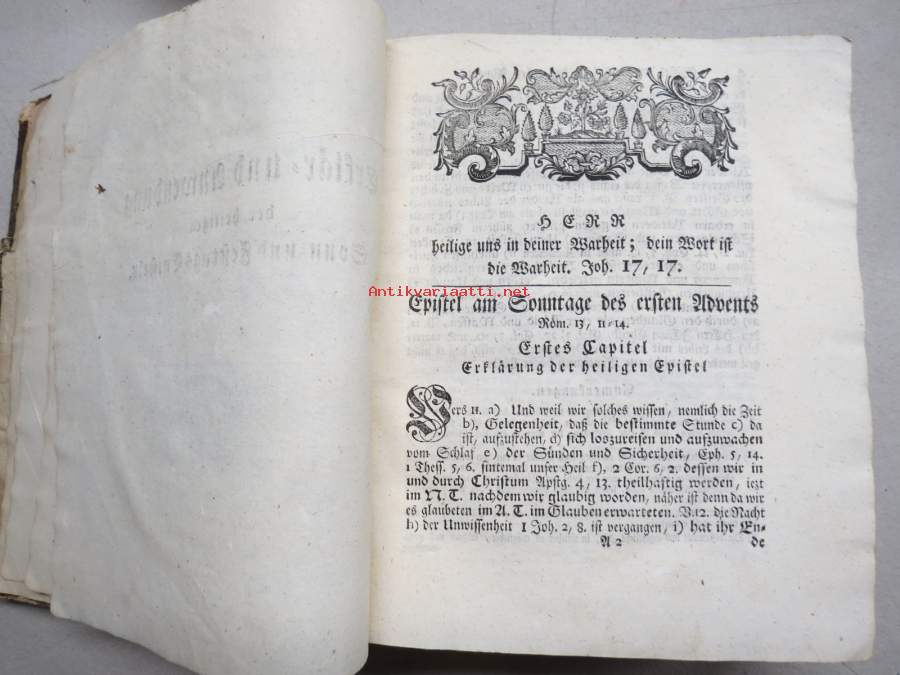 HERR
heilige uns in deiner Warheit; dein Wort ist
die Warheit. Joh. 17, 17.
Antikvariaatti.net
Epistel am Sonntage des ersten Advents
Röm. 13, 11-14.
Erstes Capitel
Erklärung der heiligen Epistel
Vers 11. a) Und weil wir solches wissen, nemlich die Zeit
b), Gelegenheit, daß die bestimmte Stunde c) da
ist, aufzustehen, d) sich loszureisen und aufzuwachen
vom Schlaf e) der Sünden und Sicherheit, Eph. 5, 14.
1 Thess. 5, 6. sintemal unser Heil f), 2 Cor. 6, 2. dessen wir in
und durch Christum Apstg. 4, 13. theilhaftig werden, iezt
im N. T. nachdem wir glaubig worden, näher ist denn da wir
es glaubeten im A. T. im Glauben erwarteten. V. 12. die Nacht
h) der Unwissenheit 1 Joh. 2, 8. ist vergangen, i) hat ihr En-
A 2 de